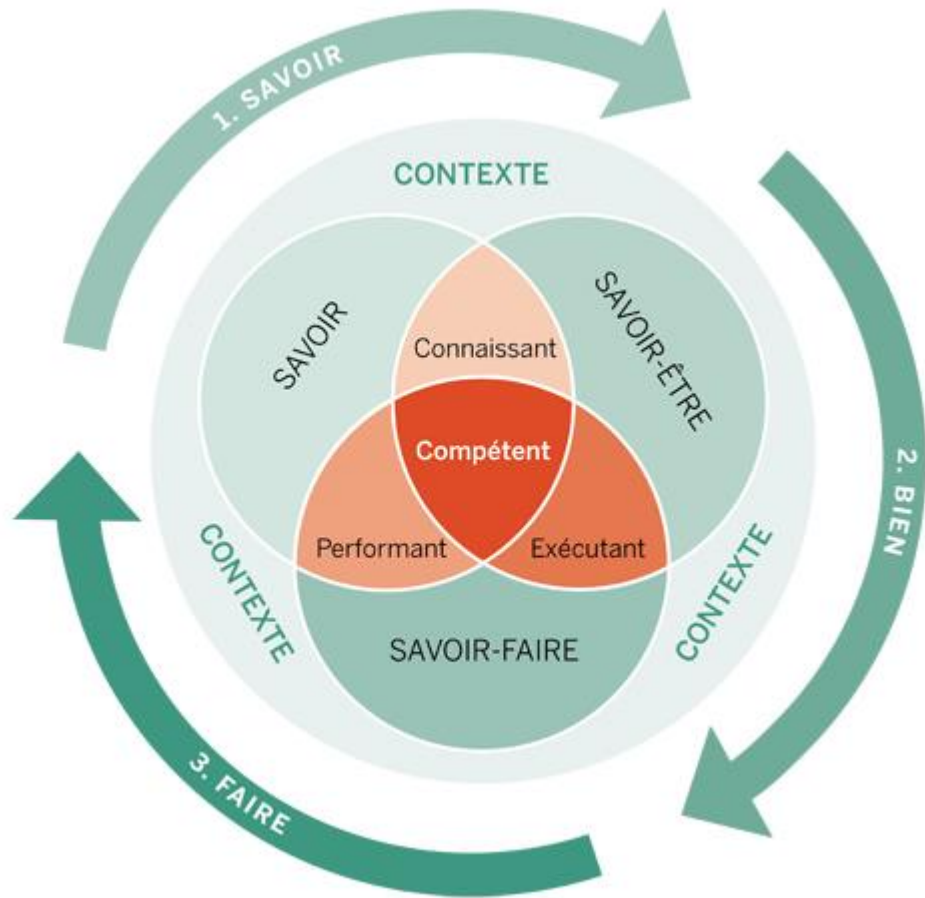 1. SAVOIR
CONTEXTE
SAVOIR
SAVOIR-ÊTRE
Connaissant
Compétent
2. BIEN
Performant
Exécutant
CONTEXTE
CONTEXTE
SAVOIR-FAIRE
3. FAIRE